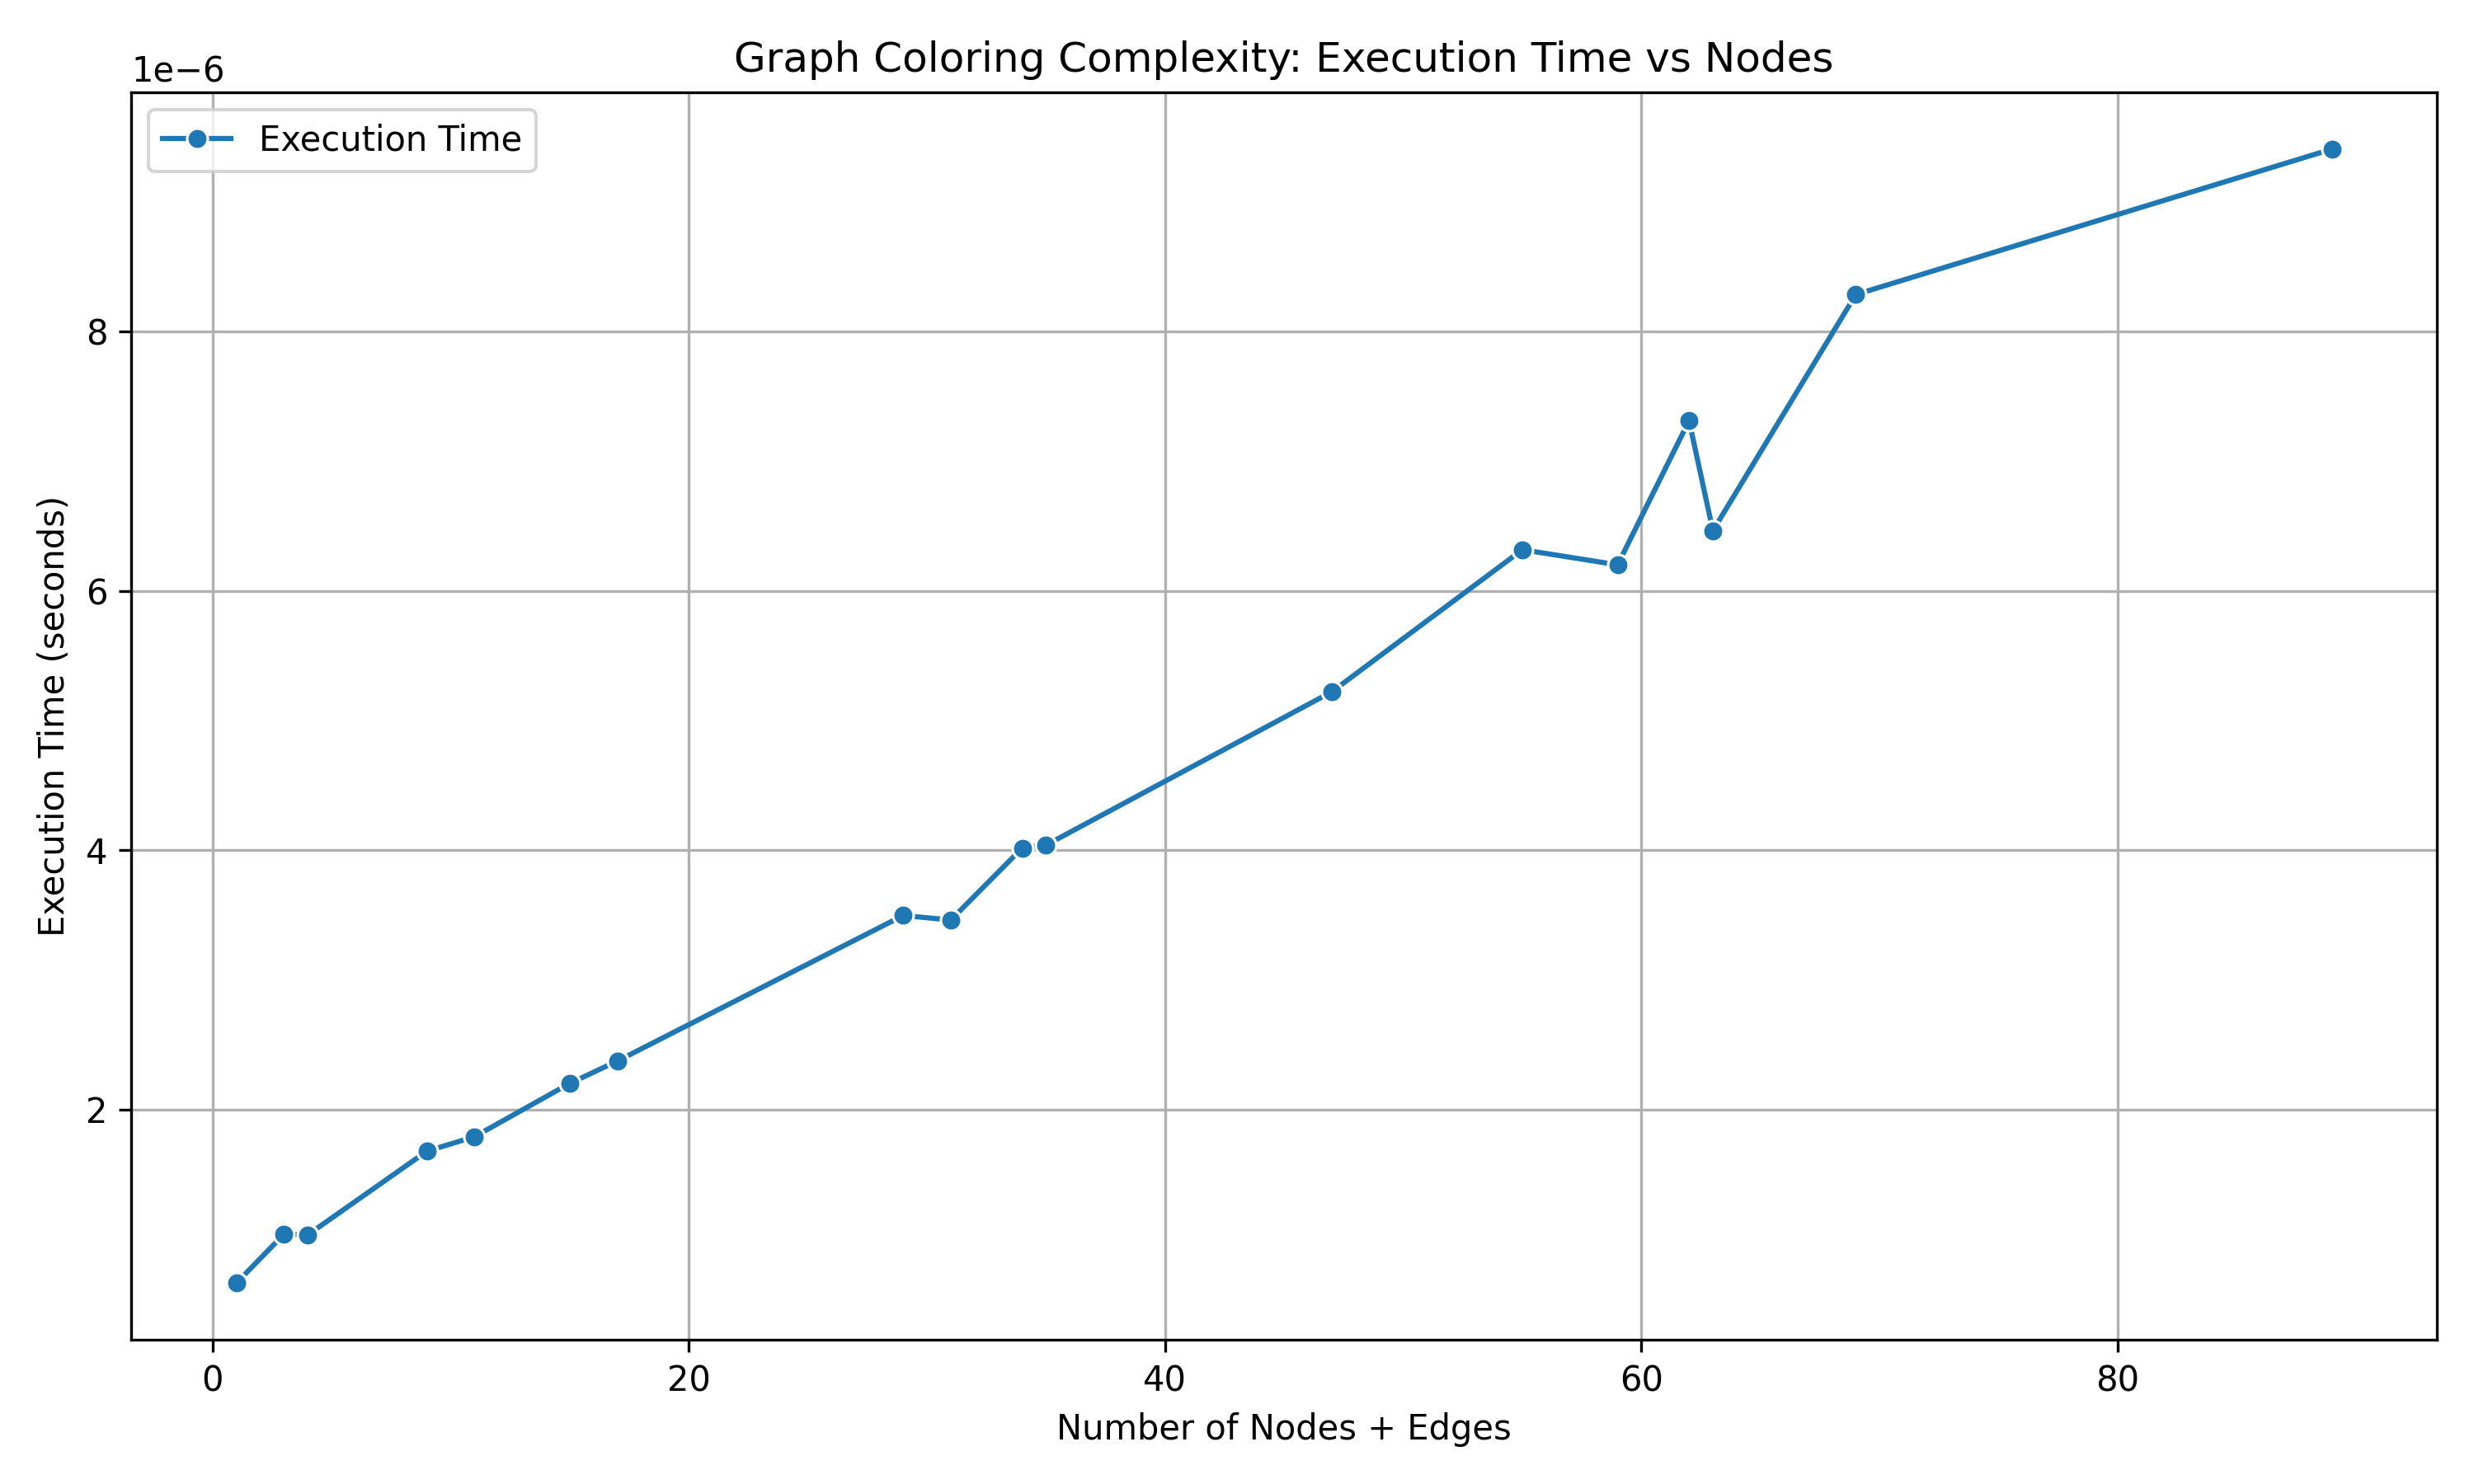 Graph Coloring Complexity: Execution Time vs Nodes
1e−6
Execution Time
Execution Time (seconds)
8
6
4
2
0 20 40 60 80
Number of Nodes + Edges